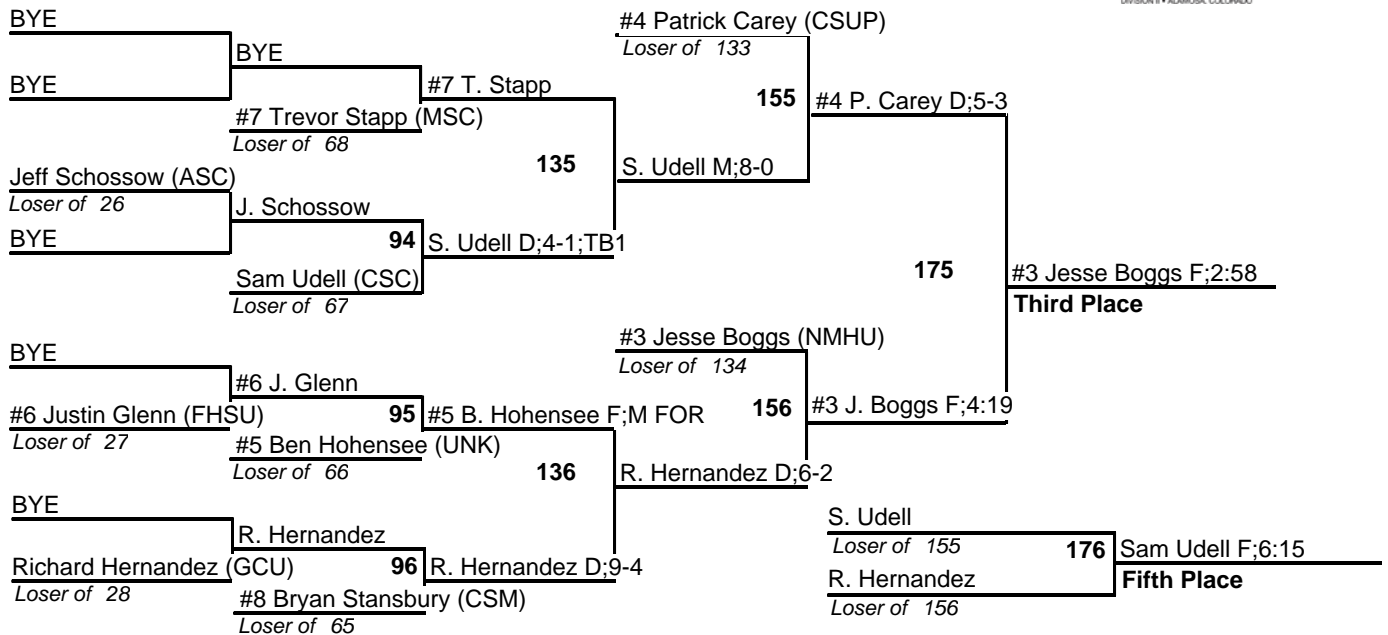 DIVISION II • ALAMOSA, COLORADO
BYE
#4 Patrick Carey (CSUP)
Loser of 133
BYE
BYE
#7 T. Stapp
155
#4 P. Carey D;5-3
#7 Trevor Stapp (MSC)
Loser of 68
135
S. Udell M;8-0
Jeff Schossow (ASC)
Loser of 26
J. Schossow
BYE
94
S. Udell D;4-1;TB1
175
#3 Jesse Boggs F;2:58
Sam Udell (CSC)
Loser of 67
Third Place
#3 Jesse Boggs (NMHU)
Loser of 134
BYE
#6 J. Glenn
156
#3 J. Boggs F;4:19
#6 Justin Glenn (FHSU)
Loser of 27
95
#5 B. Hohensee F;M FOR
#5 Ben Hohensee (UNK)
Loser of 66
136
R. Hernandez D;6-2
BYE
S. Udell
Loser of 155
R. Hernandez
176
Sam Udell F;6:15
Richard Hernandez (GCU)
Loser of 28
96
R. Hernandez D;9-4
R. Hernandez
Loser of 156
Fifth Place
#8 Bryan Stansbury (CSM)
Loser of 65